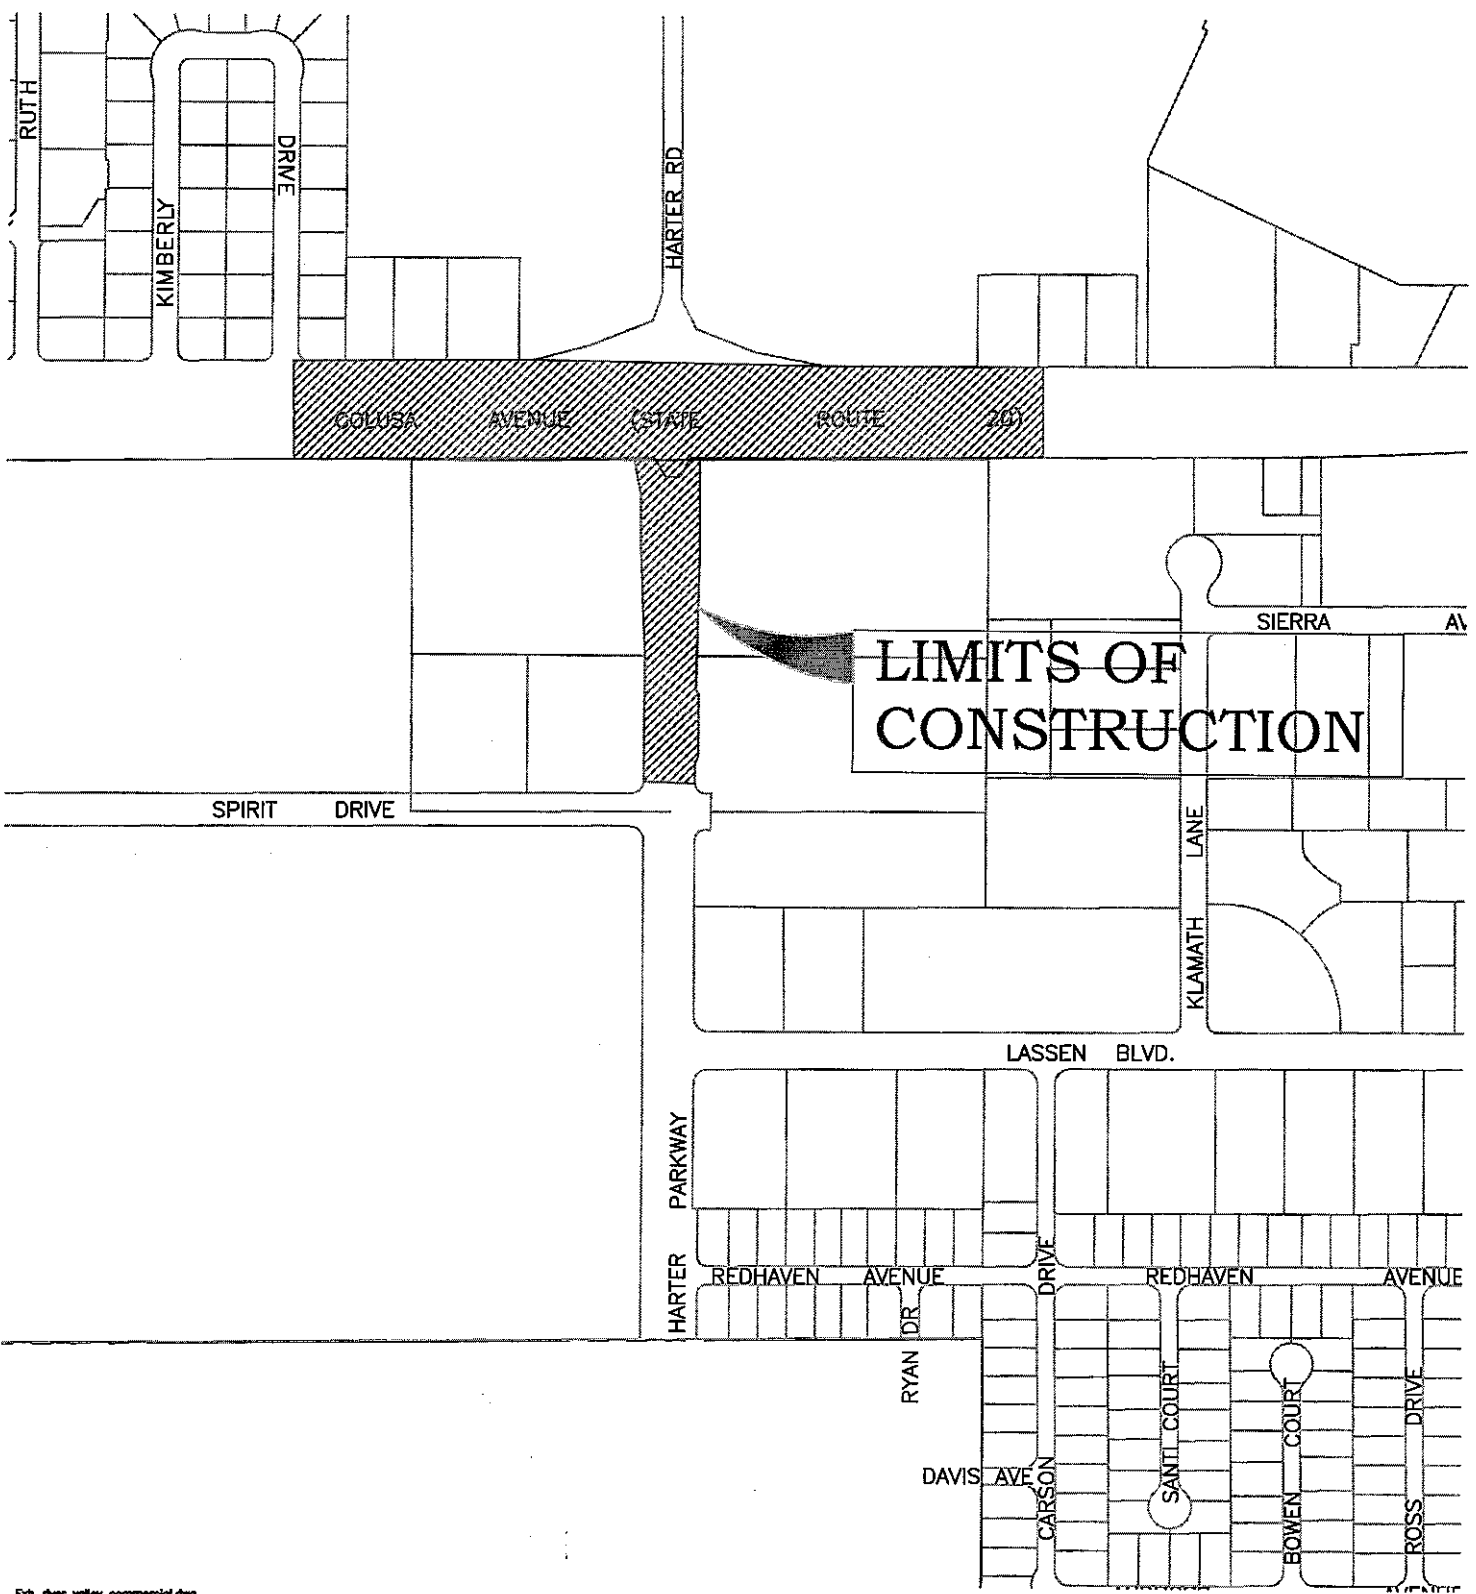 RUTH
KIMBERLY
DRIVE
HARTER RD
COLUSA AVENUE (STATE ROUTE 20)
LIMITS OF
CONSTRUCTION
SIERRA AV
SPIRIT DRIVE
KLAMATH LANE
LASSEN BLVD.
HARTER PARKWAY
REDHAVEN AVENUE
REDHAVEN AVENUE
RYAN DR
CARSON DRIVE
DAVIS AVE
SANTI COURT
BOWEN COURT
ROSS DRIVE
AVENUE